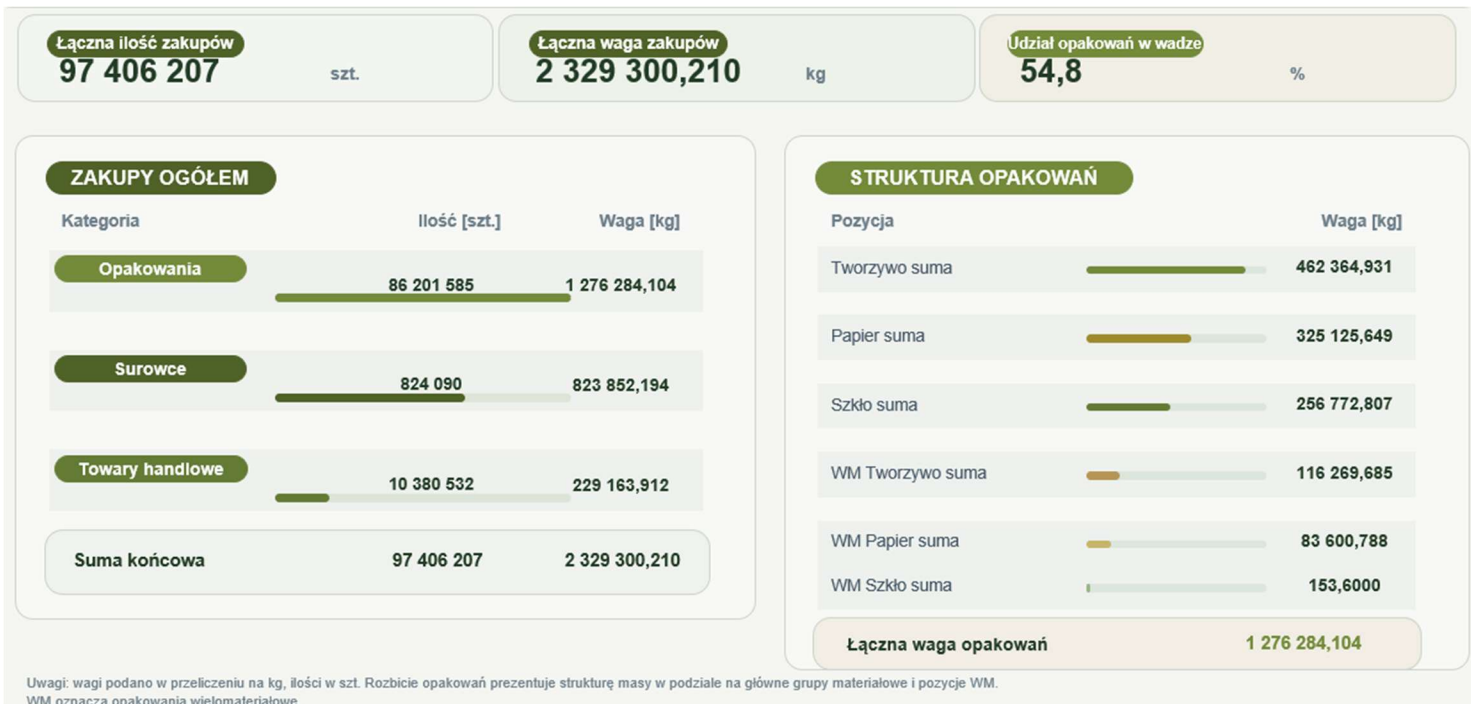 Łączna ilość zakupów
97 406 207 szt.
Łączna waga zakupów
2 329 300,210 kg
Udział opakowań w wadze
54,8 %
ZAKUPY OGÓŁEM
Kategoria Ilość [szt.] Waga [kg]
Opakowania 86 201 585 1 276 284,104
Surowce 824 090 823 852,194
Towary handlowe 10 380 532 229 163,912
Suma końcowa 97 406 207 2 329 300,210
STRUKTURA OPAKOWAŃ
Pozycja Waga [kg]
Tworzywo suma 462 364,931
Papier suma 325 125,649
Szkło suma 256 772,807
WM Tworzywo suma 116 269,685
WM Papier suma 83 600,788
WM Szkło suma 153,6000
Łączna waga opakowań 1 276 284,104
Uwagi: wagi podano w przeliczeniu na kg, ilości w szt. Rozbicie opakowań prezentuje strukturę masy w podziale na główne grupy materiałowe i pozycje WM.
WM oznacza opakowania wielomateriałowe.